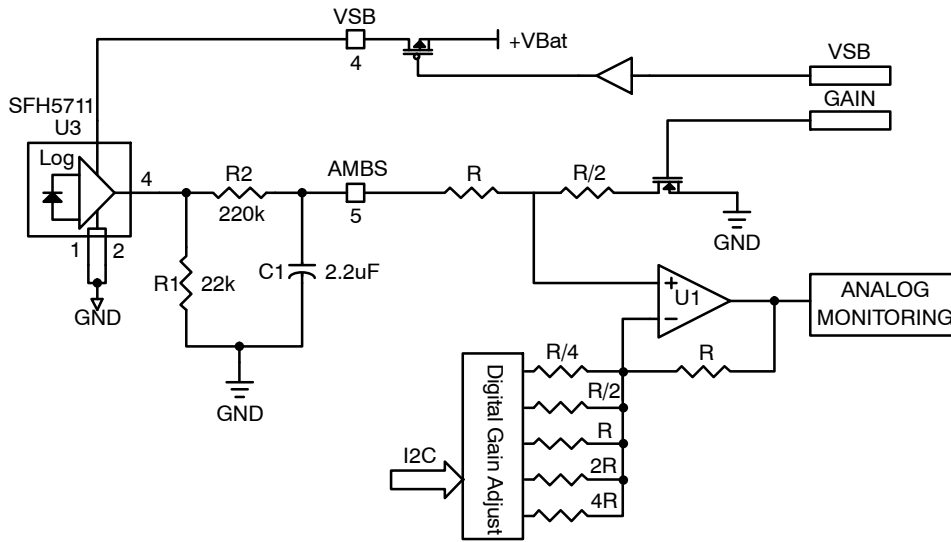 VSB
4
+VBat
VSB
GAIN
SFH5711
U3
Log
4
R2
220k
AMBS
5
R
R/2
GND
1
2
GND
R1
22k
C1
2.2uF
GND
+
−
U1
ANALOG
MONITORING
R
R/4
R/2
R
2R
4R
Digital Gain Adjust
I2C